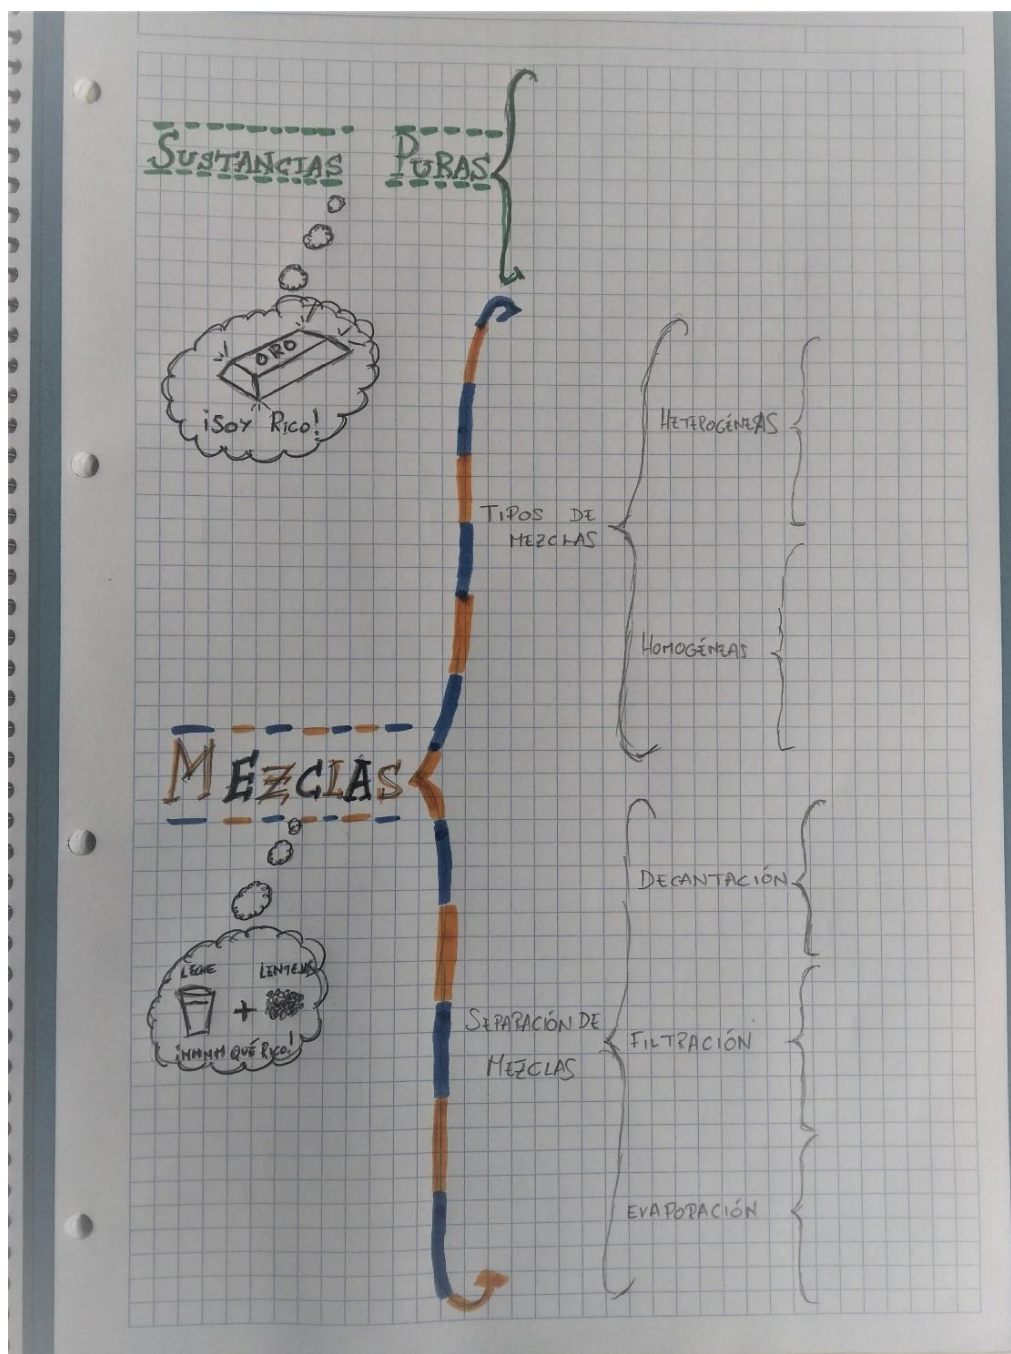 SUSTANCIAS PURAS
ORO
¡SOY RICO!
HETEROGÉNEAS
TIPOS DE
MEZCLAS
HOMOGÉNEAS
MEZCLAS
DECANTACIÓN
LECHE LENTEJAS
+
¡MMMM QUÉ RICO!
SEPARACIÓN DE
MEZCLAS
FILTRACIÓN
EVAPORACIÓN